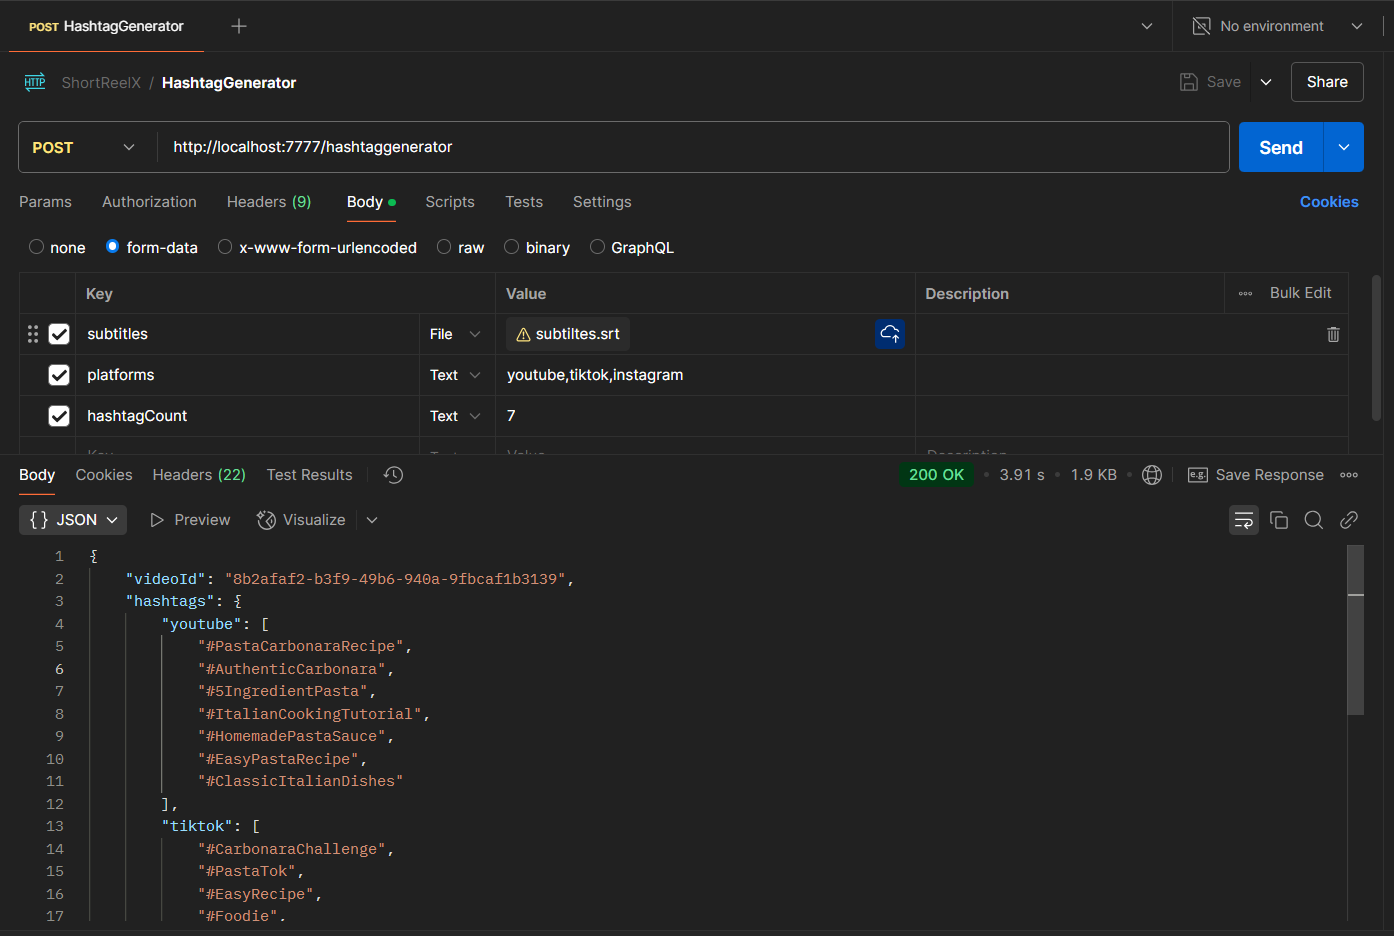 POST HashtagGenerator
No environment
HTTP ShortReelX / HashtagGenerator
Save
Share
POST
http://localhost:7777/hashtaggenerator
Send
Params Authorization Headers (9) Body Scripts Tests Settings Cookies
none form-data x-www-form-urlencoded raw binary GraphQL
Key Value Description Bulk Edit
subtitles File subtiltes.srt
platforms Text youtube,tiktok,instagram
hashtagCount Text 7
Key Text Value Description
Body Cookies Headers (22) Test Results 200 OK 3.91 s 1.9 KB e.g. Save Response
{} JSON Preview Visualize
1 {
2 "videoId": "8b2afaf2-b3f9-49b6-940a-9fbcaf1b3139",
3 "hashtags": {
4 "youtube": [
5 "#PastaCarbonaraRecipe",
6 "#AuthenticCarbonara",
7 "#5IngredientPasta",
8 "#ItalianCookingTutorial",
9 "#HomemadePastaSauce",
10 "#EasyPastaRecipe",
11 "#ClassicItalianDishes"
12 ],
13 "tiktok": [
14 "#CarbonaraChallenge",
15 "#PastaTok",
16 "#EasyRecipe",
17 "#Foodie",